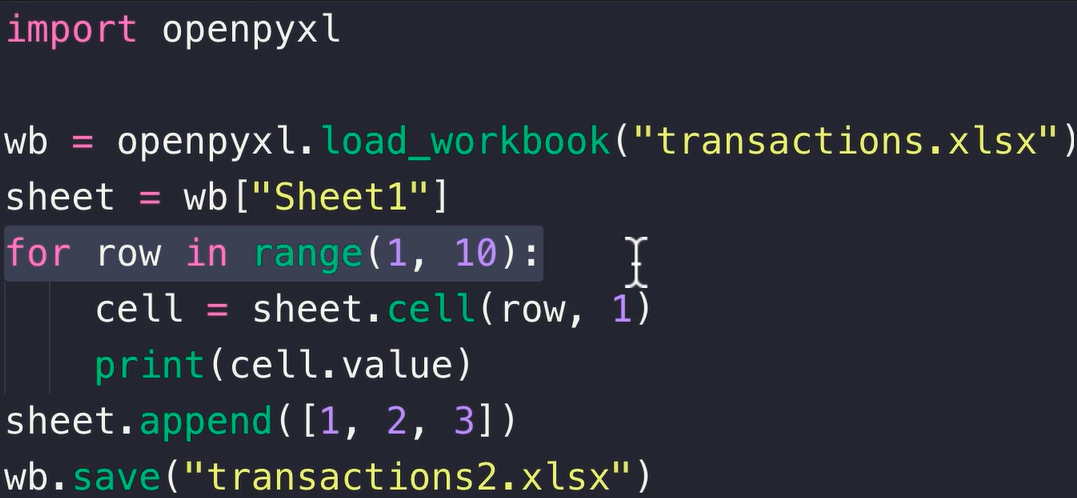 import openpyxl
wb = openpyxl.load_workbook("transactions.xlsx")
sheet = wb["Sheet1"]
for row in range(1, 10):
    cell = sheet.cell(row, 1)
    print(cell.value)
sheet.append([1, 2, 3])
wb.save("transactions2.xlsx")